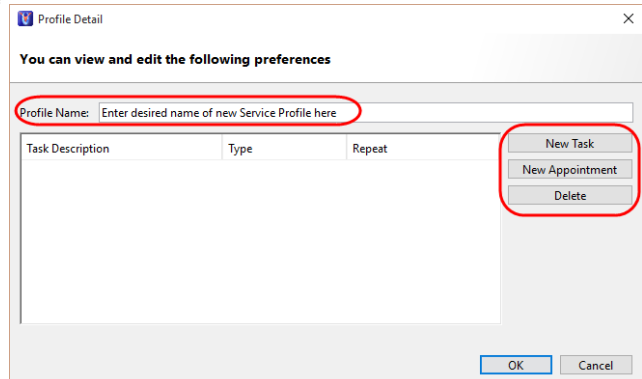 Profile Detail
You can view and edit the following preferences
Profile Name: Enter desired name of new Service Profile here
Task Description Type Repeat
New Task
New Appointment
Delete
OK Cancel